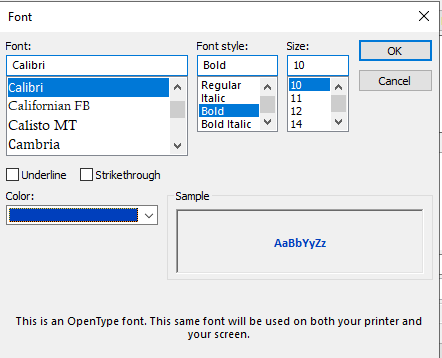 Font
Font:
Font style:
Size:
Calibri
Bold
10
OK
Cancel
Calibri
Californian FB
Calisto MT
Cambria
Regular
Italic
Bold
Bold Italic
10
11
12
14
Underline
Strikethrough
Color:
Sample
AaBbYyZz
This is an OpenType font. This same font will be used on both your printer and
your screen.